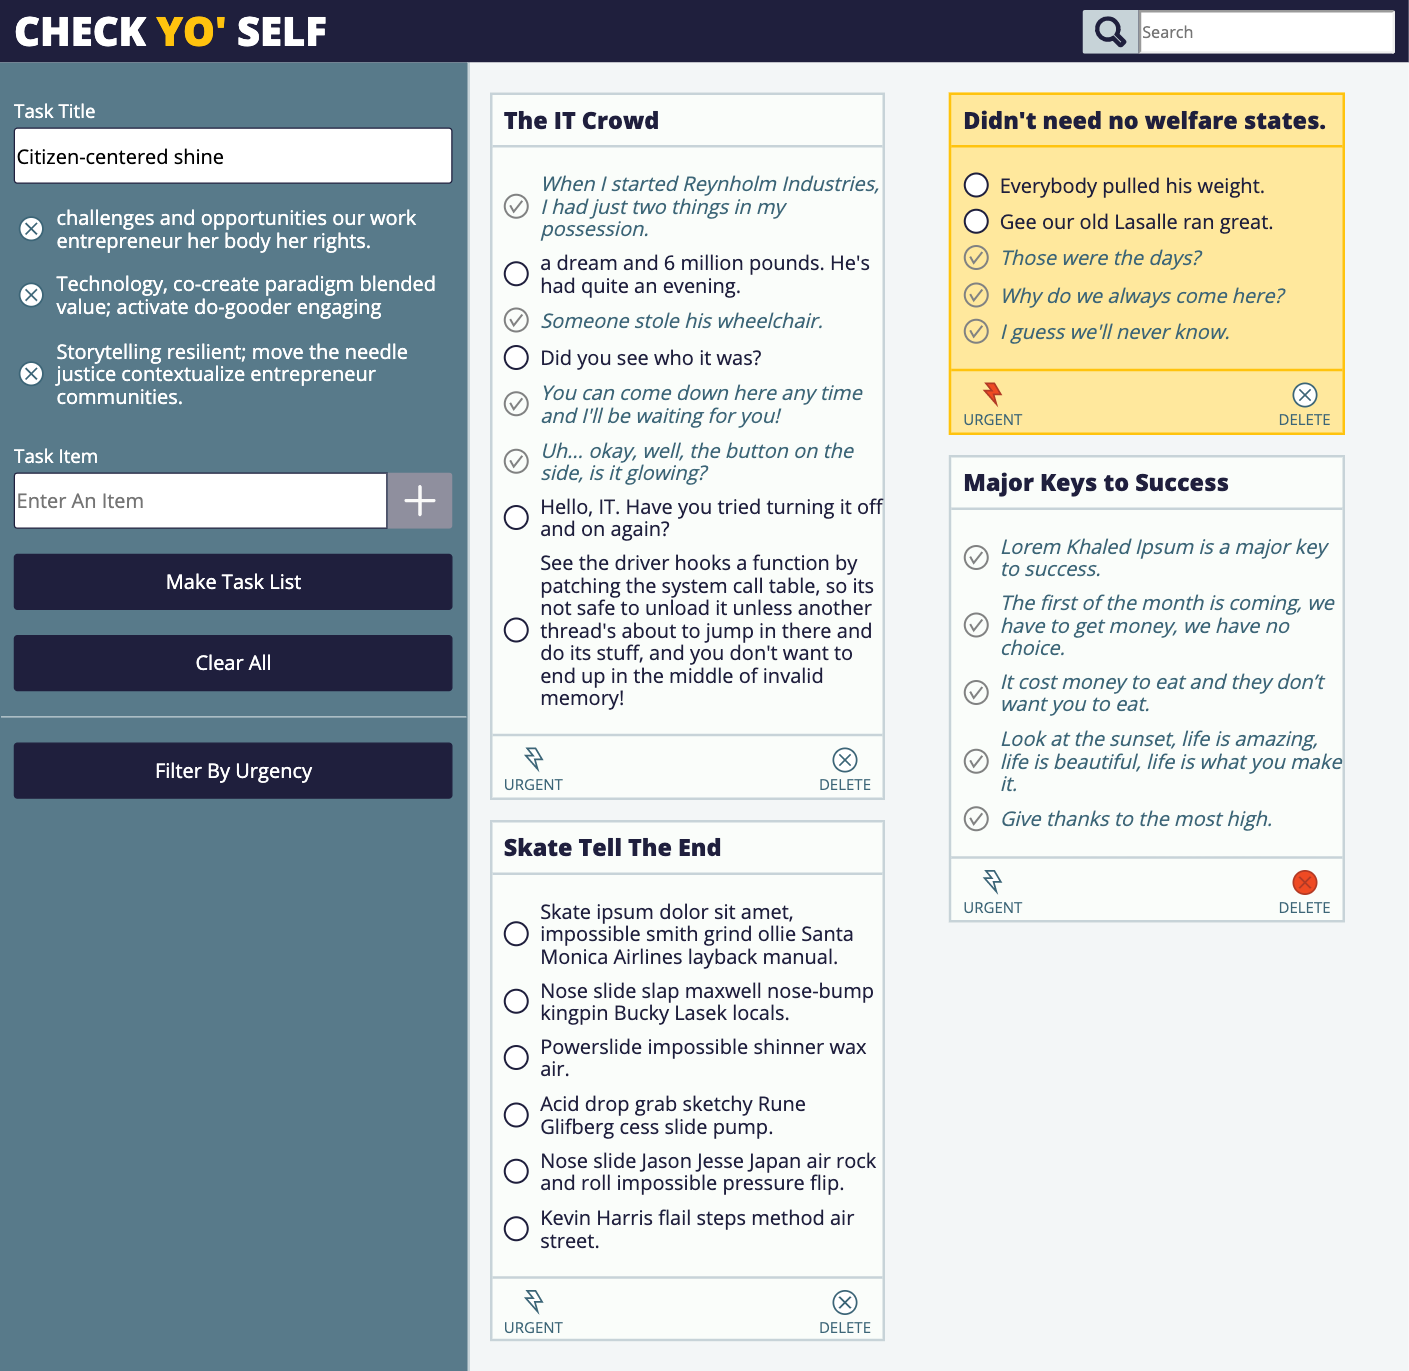 CHECK YO' SELF
Search
Task Title
Citizen-centered shine
challenges and opportunities our work
entrepreneur her body her rights.
Technology, co-create paradigm blended
value; activate do-gooder engaging
Storytelling resilient; move the needle
justice contextualize entrepreneur
communities.
Task Item
Enter An Item
Make Task List
Clear All
Filter By Urgency
The IT Crowd
When I started Reynholm Industries,
I had just two things in my
possession.
a dream and 6 million pounds. He's
had quite an evening.
Someone stole his wheelchair.
Did you see who it was?
You can come down here any time
and I'll be waiting for you!
Uh... okay, well, the button on the
side, is it glowing?
Hello, IT. Have you tried turning it off
and on again?
See the driver hooks a function by
patching the system call table, so its
not safe to unload it unless another
thread's about to jump in there and
do its stuff, and you don't want to
end up in the middle of invalid
memory!
URGENT
DELETE
Skate Tell The End
Skate ipsum dolor sit amet,
impossible smith grind ollie Santa
Monica Airlines layback manual.
Nose slide slap maxwell nose-bump
kingpin Bucky Lasek locals.
Powerslide impossible shinner wax
air.
Acid drop grab sketchy Rune
Glifberg cess slide pump.
Nose slide Jason Jesse Japan air rock
and roll impossible pressure flip.
Kevin Harris flail steps method air
street.
URGENT
DELETE
Didn't need no welfare states.
Everybody pulled his weight.
Gee our old Lasalle ran great.
Those were the days?
Why do we always come here?
I guess we'll never know.
URGENT
DELETE
Major Keys to Success
Lorem Khaled Ipsum is a major key
to success.
The first of the month is coming, we
have to get money, we have no
choice.
It cost money to eat and they don't
want you to eat.
Look at the sunset, life is amazing,
life is beautiful, life is what you make
it.
Give thanks to the most high.
URGENT
DELETE